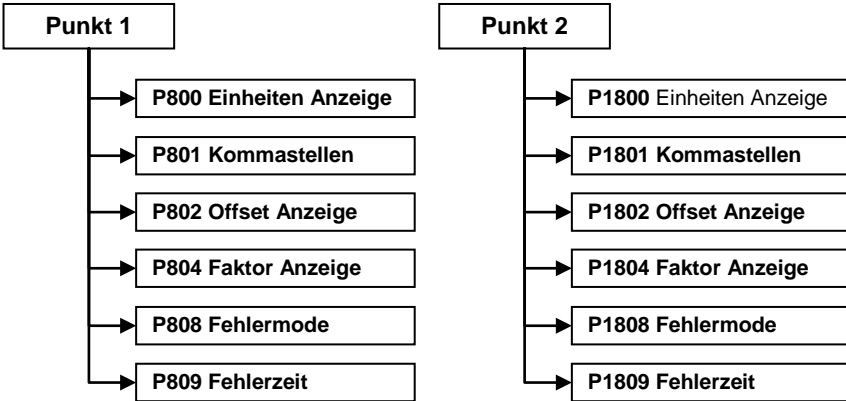 Punkt 1
P800 Einheiten Anzeige
P801 Kommastellen
P802 Offset Anzeige
P804 Faktor Anzeige
P808 Fehlermode
P809 Fehlerzeit
Punkt 2
P1800 Einheiten Anzeige
P1801 Kommastellen
P1802 Offset Anzeige
P1804 Faktor Anzeige
P1808 Fehlermode
P1809 Fehlerzeit